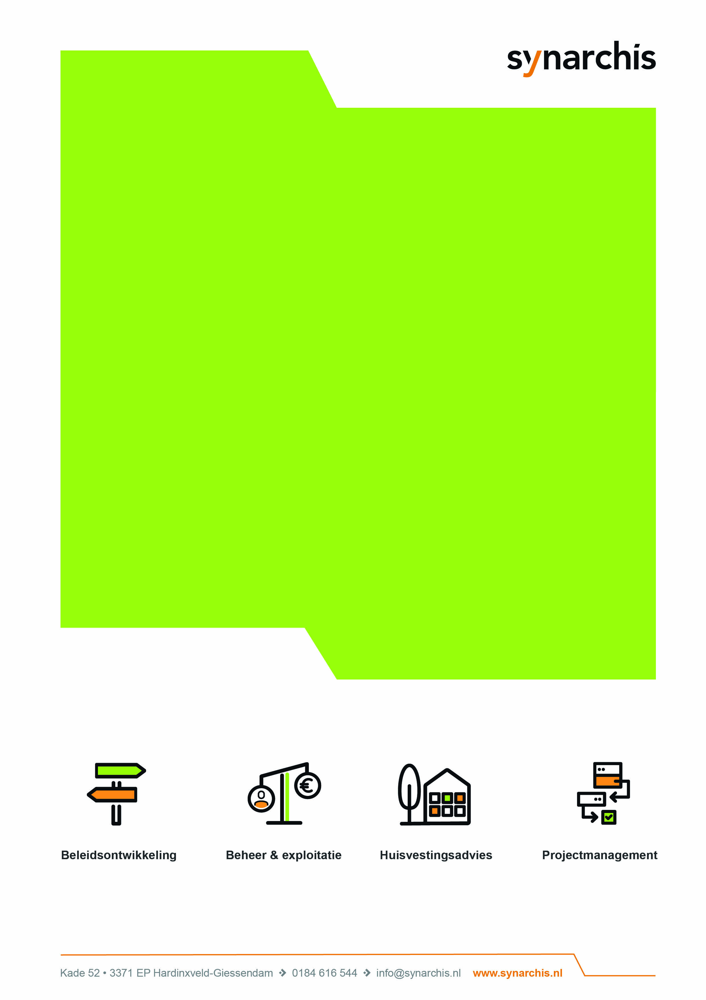 synarchis
Beleidsontwikkeling
Beheer & exploitatie
Huisvestingsadvies
Projectmanagement
Kade 52 • 3371 EP Hardinxveld-Giessendam 0184 616 544 info@synarchis.nl www.synarchis.nl